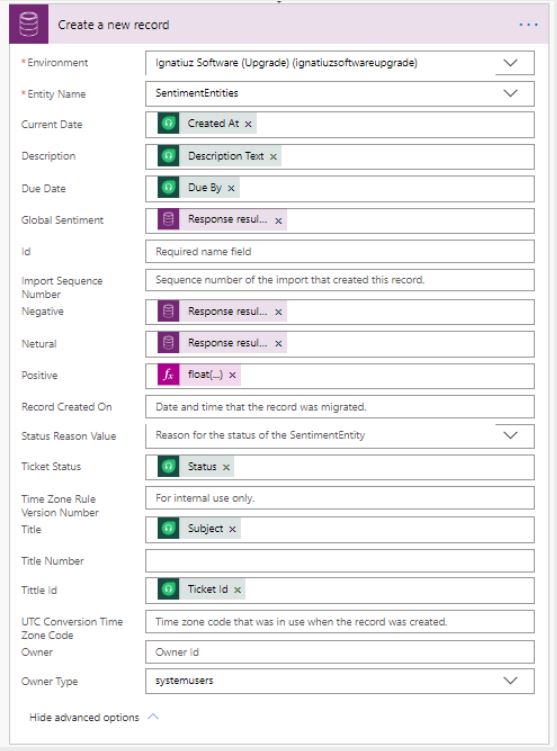 Create a new record ...
* Environment Ignatiuz Software (Upgrade) (ignatiuzsoftwareupgrade)
* Entity Name SentimentEntities
Current Date Created At ×
Description Description Text ×
Due Date Due By ×
Global Sentiment Response resul... ×
Id Required name field
Import Sequence Sequence number of the import that created this record.
Number
Negative Response resul... ×
Netural Response resul... ×
Positive fx float(...) ×
Record Created On Date and time that the record was migrated.
Status Reason Value Reason for the status of the SentimentEntity
Ticket Status Status ×
Time Zone Rule For internal use only.
Version Number
Title Subject ×
Title Number
Tittle Id Ticket Id ×
UTC Conversion Time Time zone code that was in use when the record was created.
Zone Code
Owner Owner Id
Owner Type systemusers
Hide advanced options